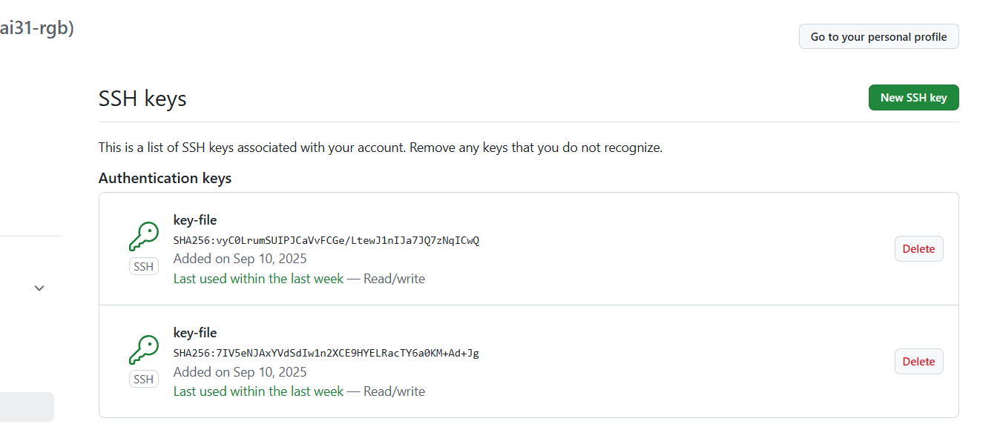 ai31-rgb)
Go to your personal profile
SSH keys
New SSH key
This is a list of SSH keys associated with your account. Remove any keys that you do not recognize.
Authentication keys
key-file
SHA256:vyC0LrumSUIPJCaVvFCGe/LtewJ1nIJa7JQ7zNqICwQ
Added on Sep 10, 2025
Last used within the last week — Read/write
SSH
Delete
key-file
SHA256:7IV5eNJAxYVdSdIw1n2XCE9HYELRacTY6a0KM+Ad+Jg
Added on Sep 10, 2025
Last used within the last week — Read/write
SSH
Delete